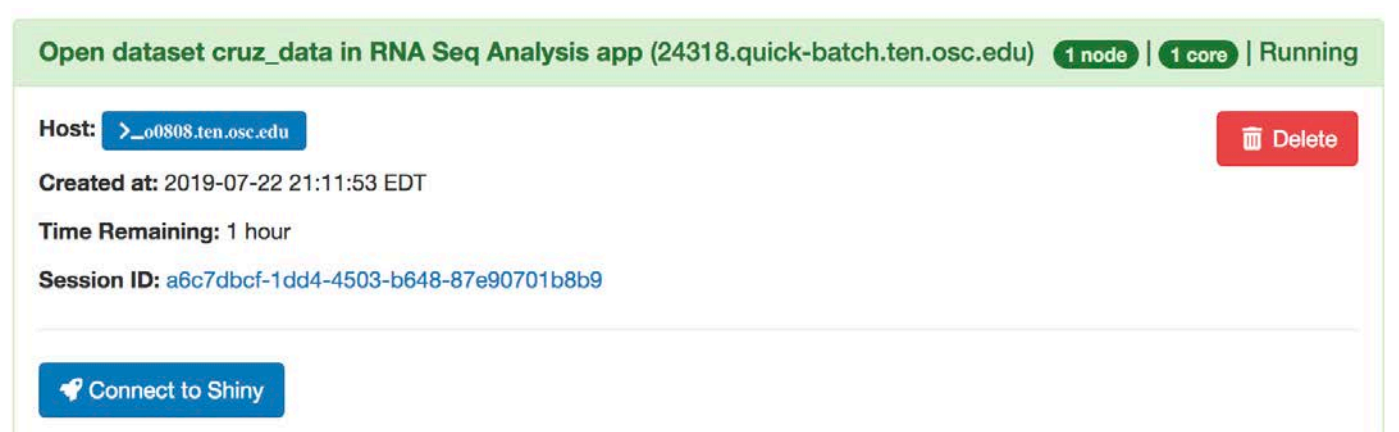 Open dataset cruz_data in RNA Seq Analysis app (24318.quick-batch.ten.osc.edu) 1 node | 1 core | Running
Host: >_o0808.ten.osc.edu
Delete
Created at: 2019-07-22 21:11:53 EDT
Time Remaining: 1 hour
Session ID: a6c7dbcf-1dd4-4503-b648-87e90701b8b9
Connect to Shiny